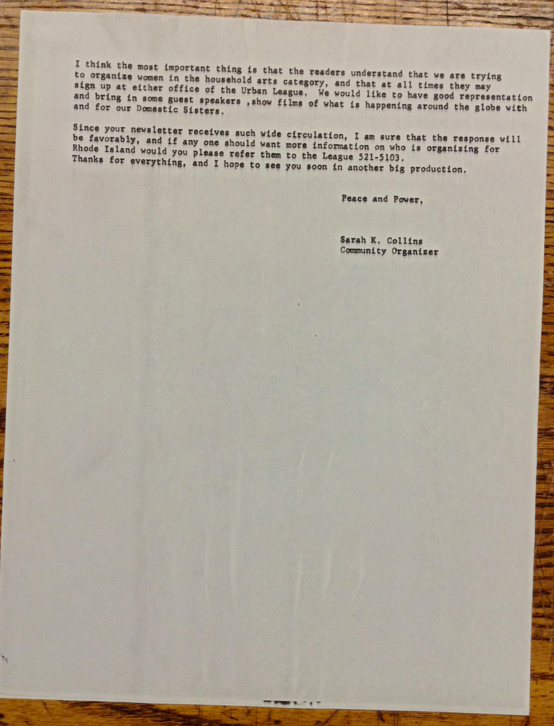 I think the most important thing is that the readers understand that we are trying
to organize women in the household arts category, and that at all times they may
sign up at either office of the Urban League.  We would like to have good representation
and bring in some guest speakers ,show films of what is happening around the globe with
and for our Domestic Sisters.
Since your newsletter receives such wide circulation, I am sure that the response will
be favorably, and if any one should want more information on who is organizing for
Rhode Island would you please refer them to the League 521-5103.
Thanks for everything, and I hope to see you soon in another big production.
Peace and Power,
Sarah K. Collins
Community Organizer